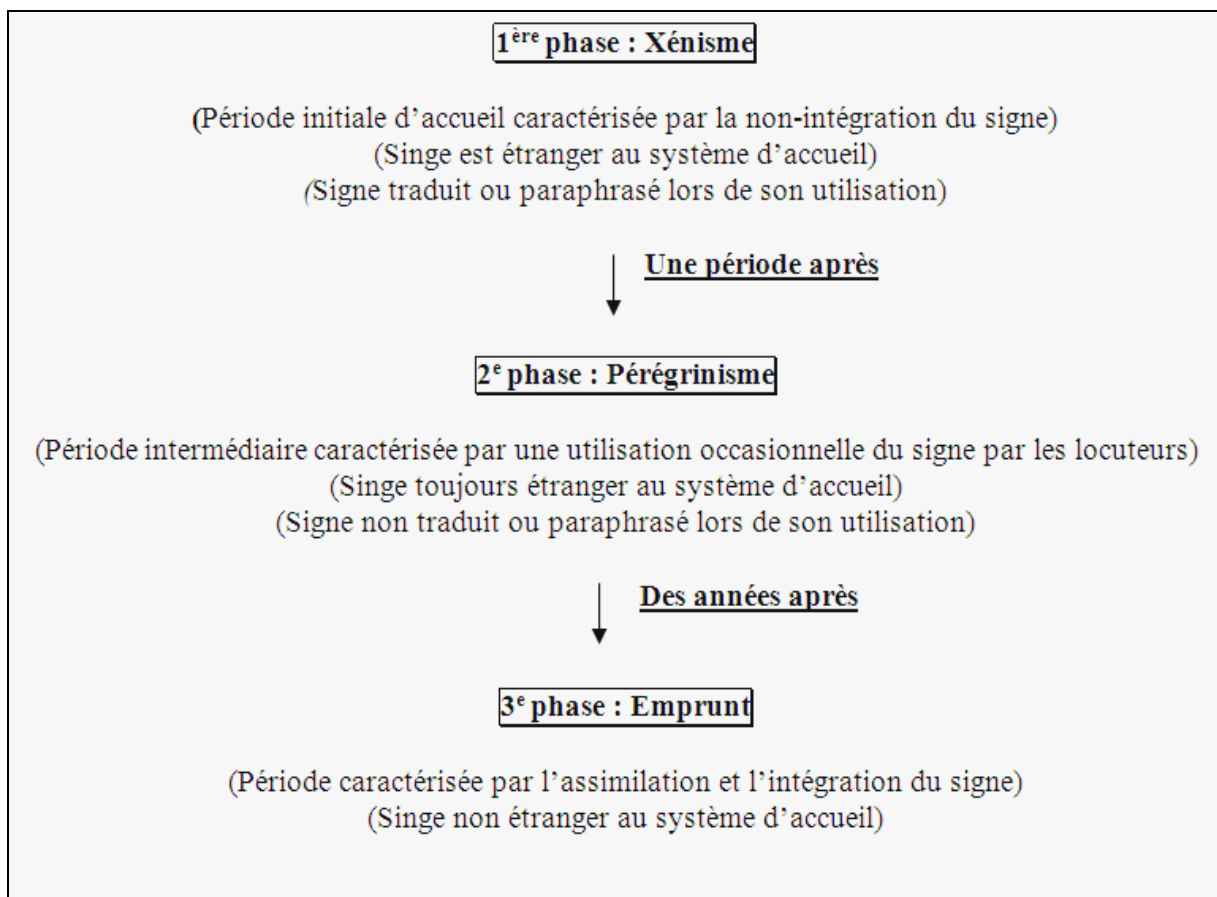 1ère phase : Xénisme
(Période initiale d’accueil caractérisée par la non-intégration du signe)
(Singe est étranger au système d’accueil)
(Signe traduit ou paraphrasé lors de son utilisation)
Une période après
2e phase : Pérégrinisme
(Période intermédiaire caractérisée par une utilisation occasionnelle du signe par les locuteurs)
(Singe toujours étranger au système d’accueil)
(Signe non traduit ou paraphrasé lors de son utilisation)
Des années après
3e phase : Emprunt
(Période caractérisée par l’assimilation et l’intégration du signe)
(Singe non étranger au système d’accueil)